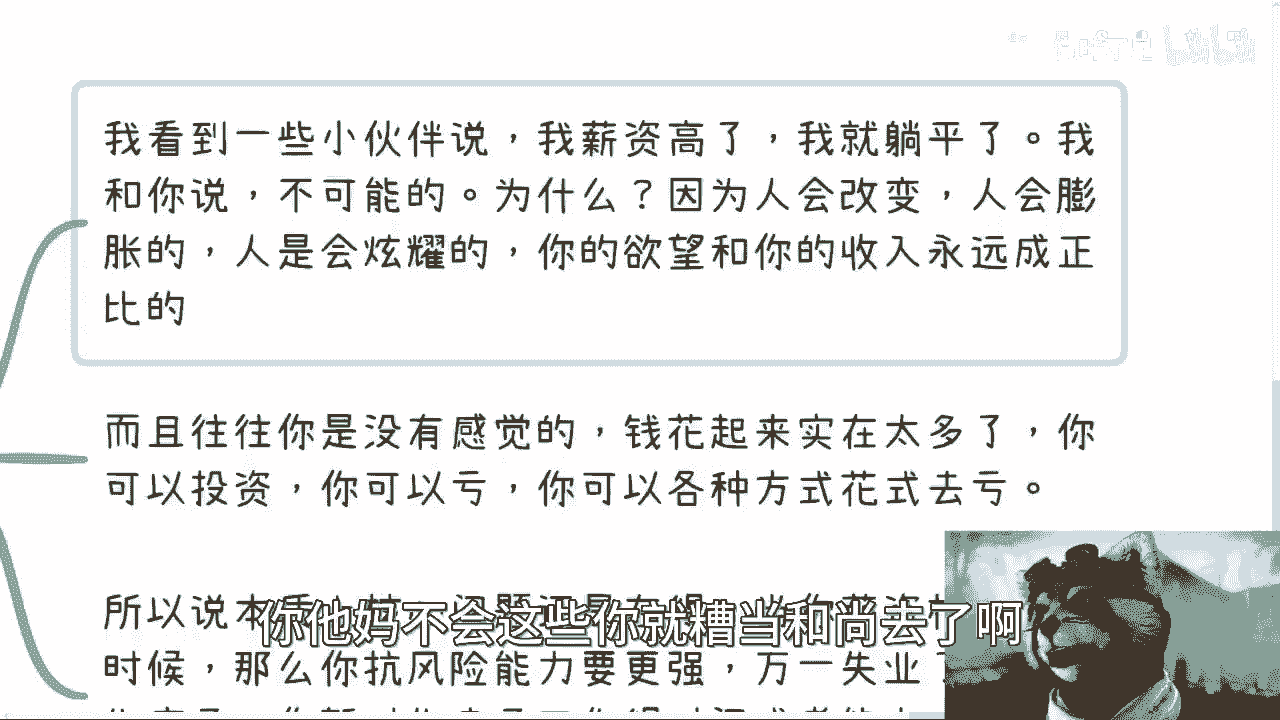 我看到一些小伙伴说，我薪资高了，我就躺平了。我
和你说，不可能的。为什么？因为人会改变，人会膨
胀的，人是会炫耀的，你的欲望和你的收入永远成正
比的
而且往往你是没有感觉的，钱花起来实在太多了，你
可以投资，你可以亏，你可以各种方式花式去亏。
所以说本
你他妈不会这些你就糟当和尚去了啊
时候，那么你抗风险能力要更强，万一失业